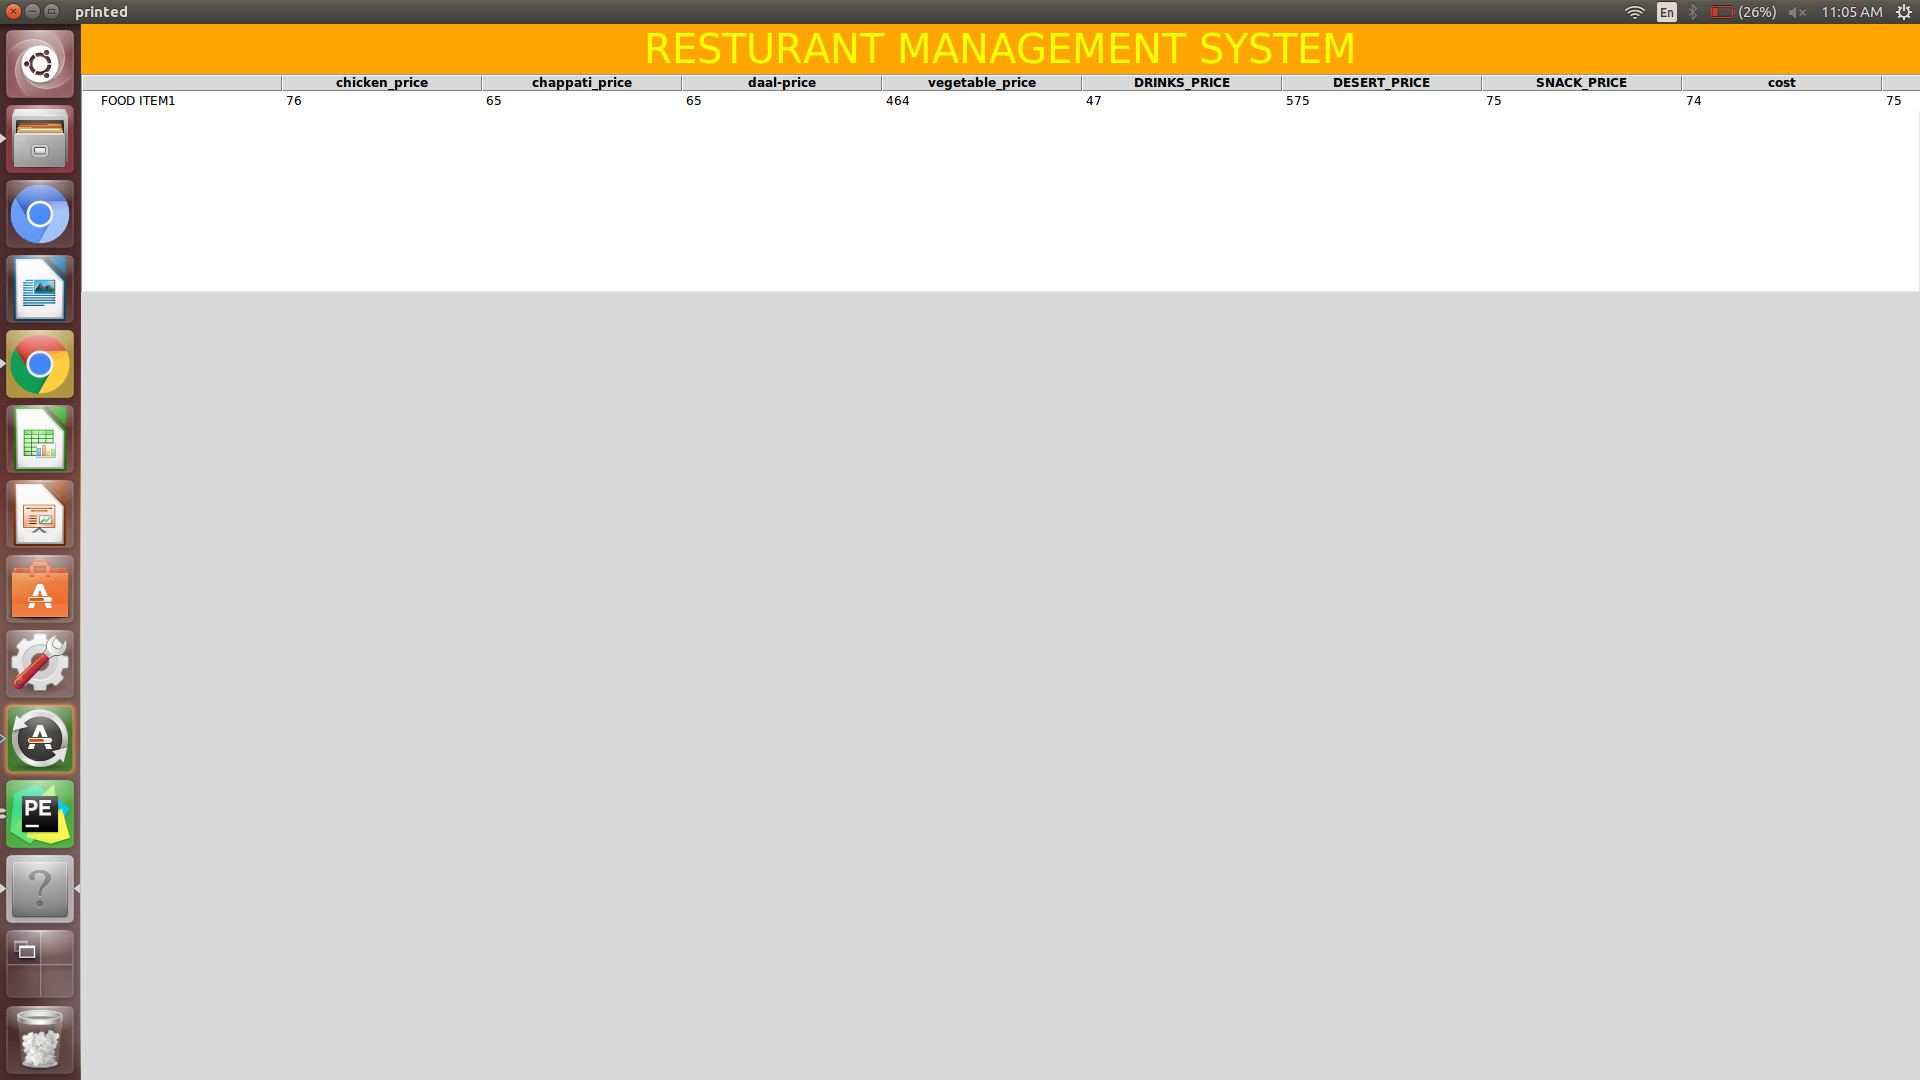 printed
En (26%) 11:05 AM
RESTURANT MANAGEMENT SYSTEM
chicken_price chappati_price daal-price vegetable_price DRINKS_PRICE DESERT_PRICE SNACK_PRICE cost
FOOD ITEM1 76 65 65 464 47 575 75 74 75
A
A
PE
?